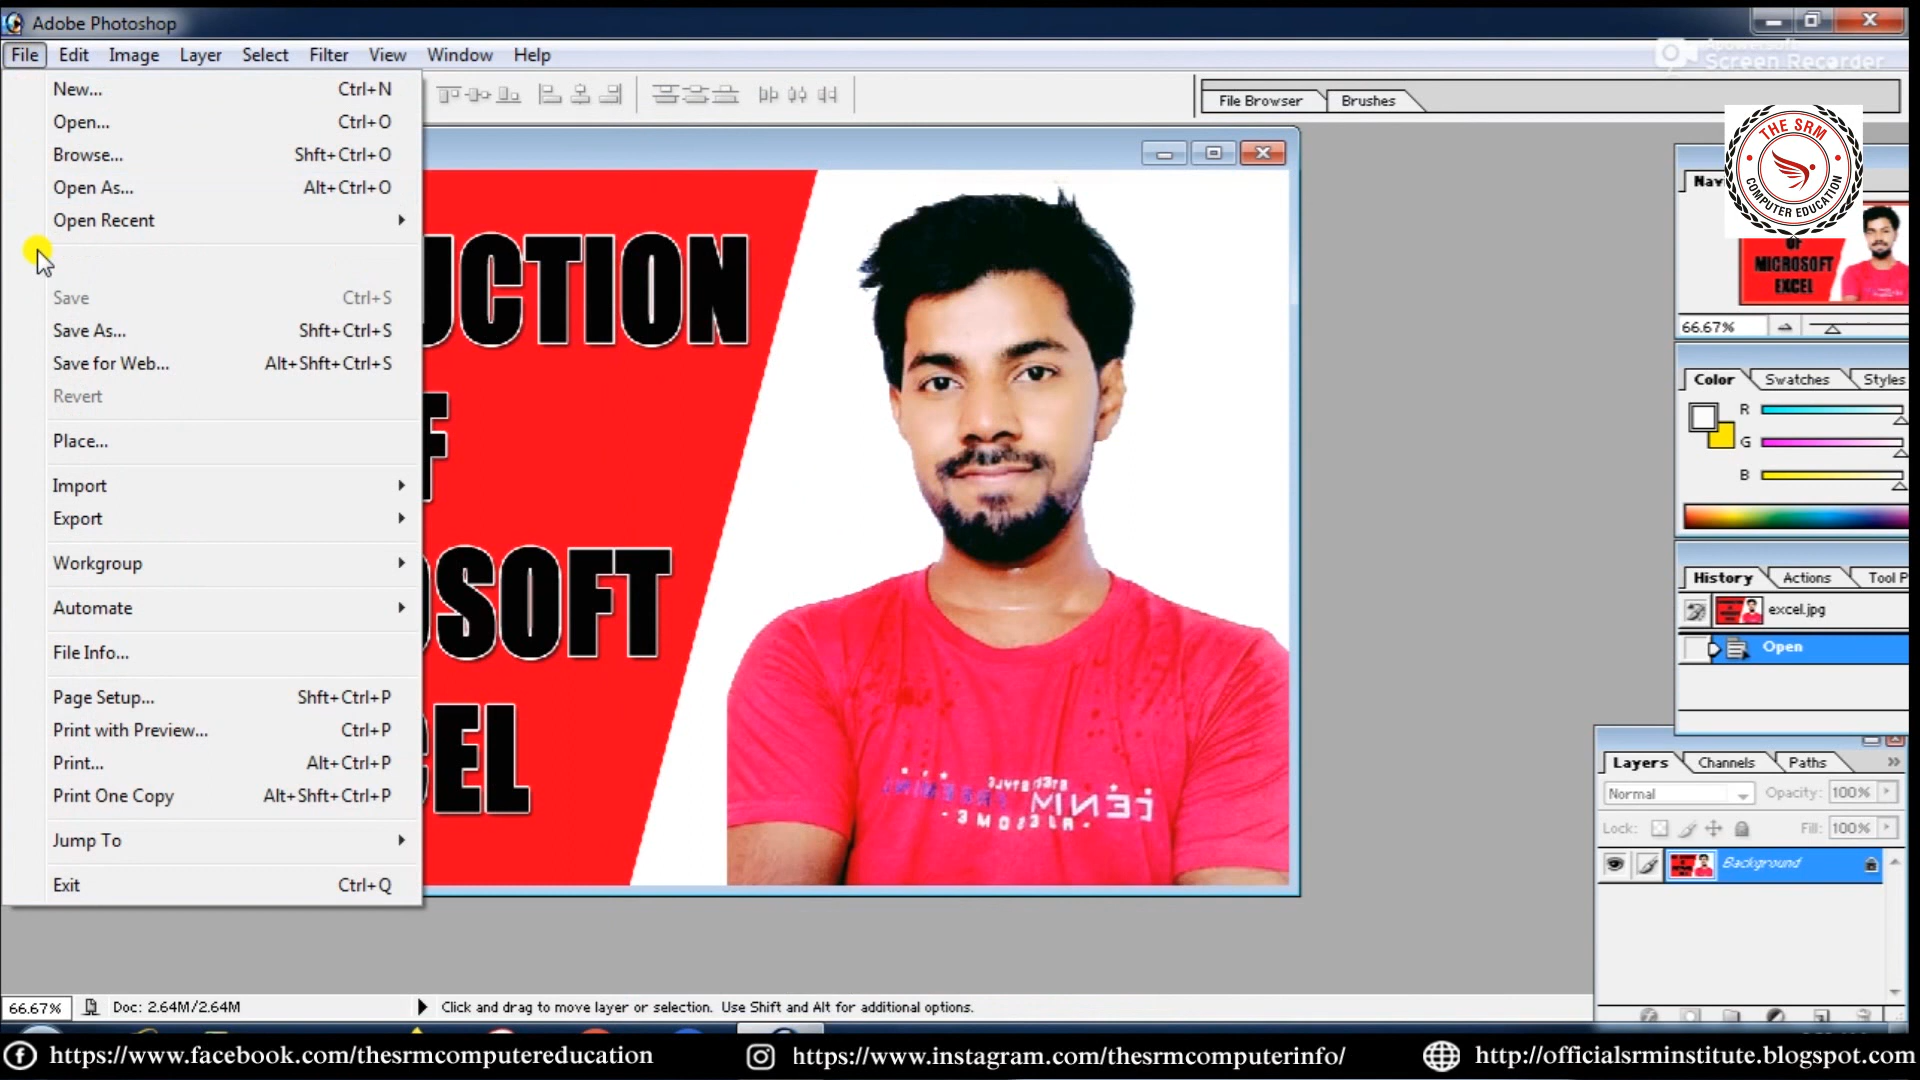 Adobe Photoshop
File Edit Image Layer Select Filter View Window Help
Apowersoft
Screen Recorder
New... Ctrl+N
Open... Ctrl+O
Browse... Shft+Ctrl+O
Open As... Alt+Ctrl+O
Open Recent
Save Ctrl+S
Save As... Shft+Ctrl+S
Save for Web... Alt+Shft+Ctrl+S
Revert
Place...
Import
Export
Workgroup
Automate
File Info...
Page Setup... Shft+Ctrl+P
Print with Preview... Ctrl+P
Print... Alt+Ctrl+P
Print One Copy Alt+Shft+Ctrl+P
Jump To
Exit Ctrl+Q
File Browser Brushes
UCTION
F
OSOFT
CEL
THE SRM
COMPUTER EDUCATION
Nav
OF
MICROSOFT
EXCEL
66.67%
Color Swatches Styles
R
G
B
History Actions Tool P
excel.jpg
Open
Layers Channels Paths
Normal Opacity: 100%
Lock: Fill: 100%
Background
66.67% Doc: 2.64M/2.64M Click and drag to move layer or selection. Use Shift and Alt for additional options.
https://www.facebook.com/thesrmcomputereducation https://www.instagram.com/thesrmcomputerinfo/ http://officialsrminstitute.blogspot.com